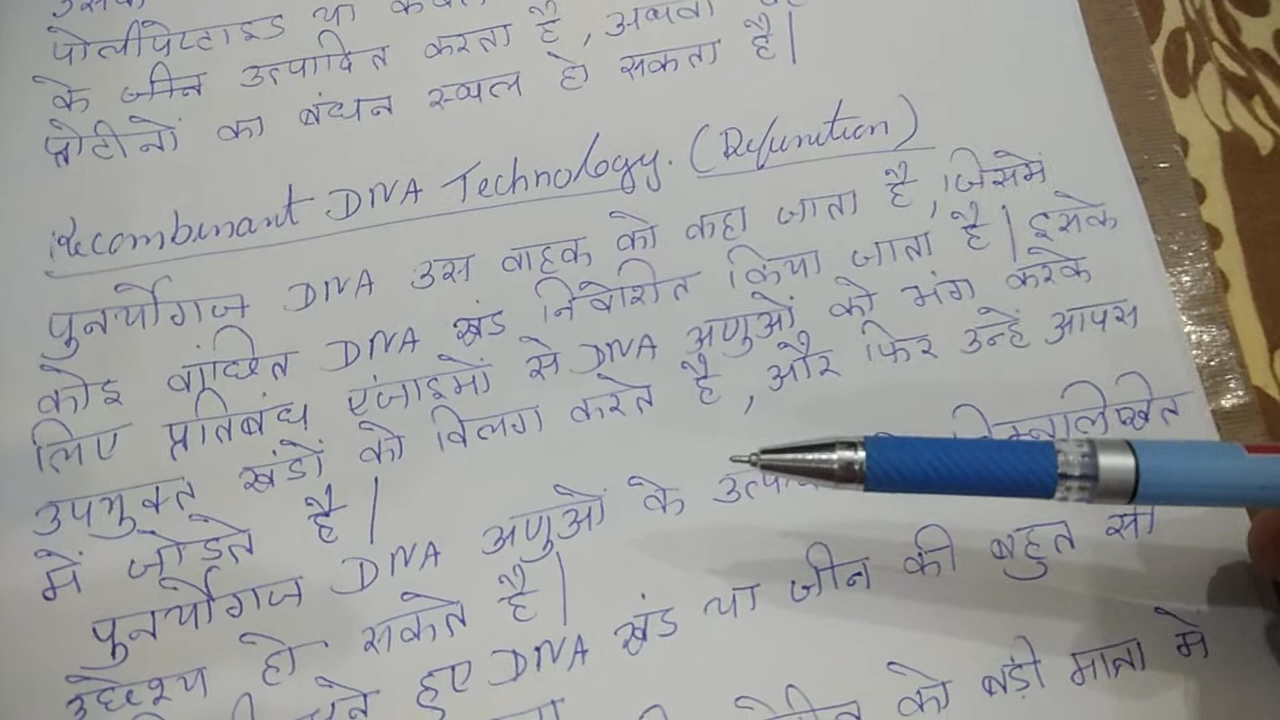 पोलीपेप्टाइड या
के जीन उत्पादित करता है, अथवा
प्रोटीनों का बंधन स्थल हो सकता है।
Recombinant DNA Technology. (Definition)
पुनर्योगज DNA उस वाहक को कहा जाता है, जिसमें
कोइ वांछित DNA खंड निवेशित किया जाता है। इसके
लिए प्रतिबंध एंजाइमों से DNA अणुओं को भंग करके
उपयुक्त खंडों को विलग करते है, और फिर उन्हें आपस
में जोड़ते है।
पुनर्योगज DNA अणुओं के निम्नलिखित
उद्देश्य हो सकते है।
हुए DNA खंड या जीन की बहुत सी
को बड़ी मात्रा में